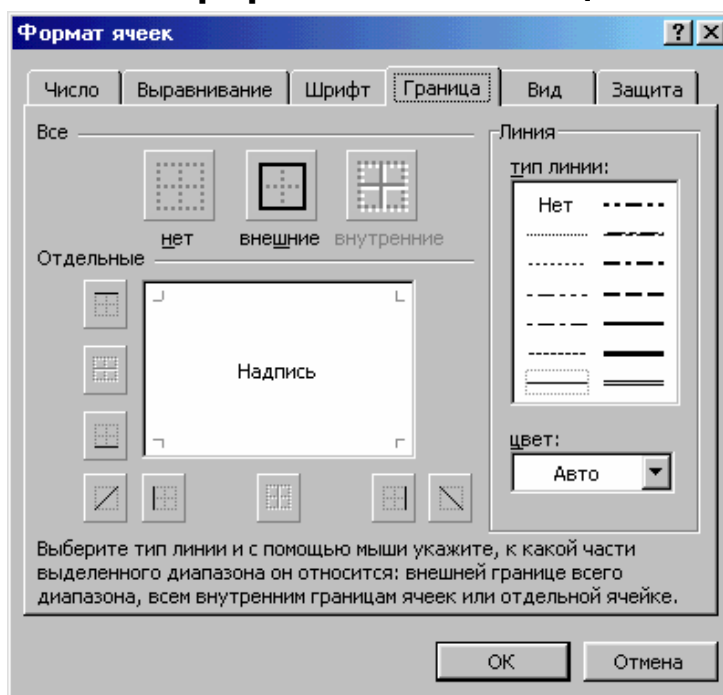 Формат ячеек
Число Выравнивание Шрифт Граница Вид Защита
Все
нет внешние внутренние
Отдельные
Надпись
Линия
тип линии:
Нет
цвет:
Авто
Выберите тип линии и с помощью мыши укажите, к какой части
выделенного диапазона он относится: внешней границе всего
диапазона, всем внутренним границам ячеек или отдельной ячейке.
ОК Отмена